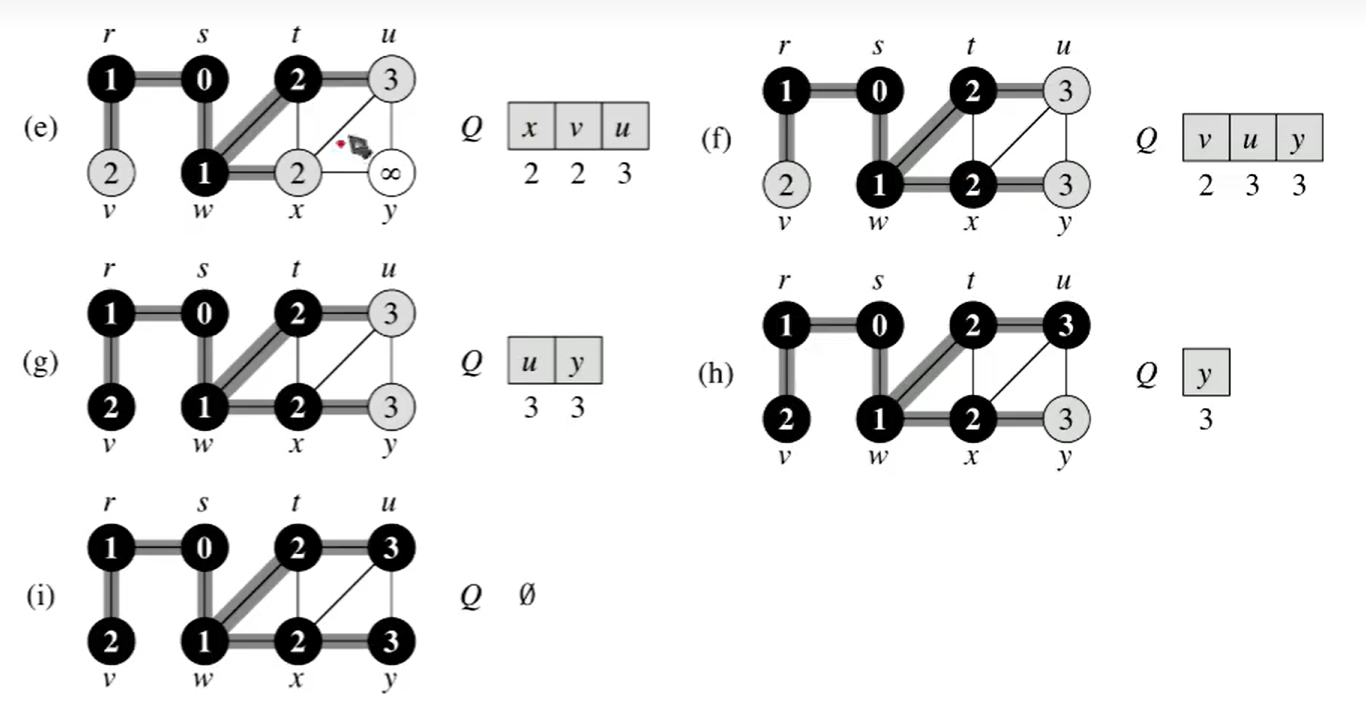 r s t u
1 0 2 3
(e) Q x v u
2 1 2 ∞ 2 2 3
v w x y
r s t u
1 0 2 3
(f) Q v u y
2 1 2 3 2 3 3
v w x y
r s t u
1 0 2 3
(g) Q u y
2 1 2 3 3 3
v w x y
r s t u
1 0 2 3
(h) Q y
2 1 2 3 3
v w x y
r s t u
1 0 2 3
(i) Q Ø
2 1 2 3
v w x y